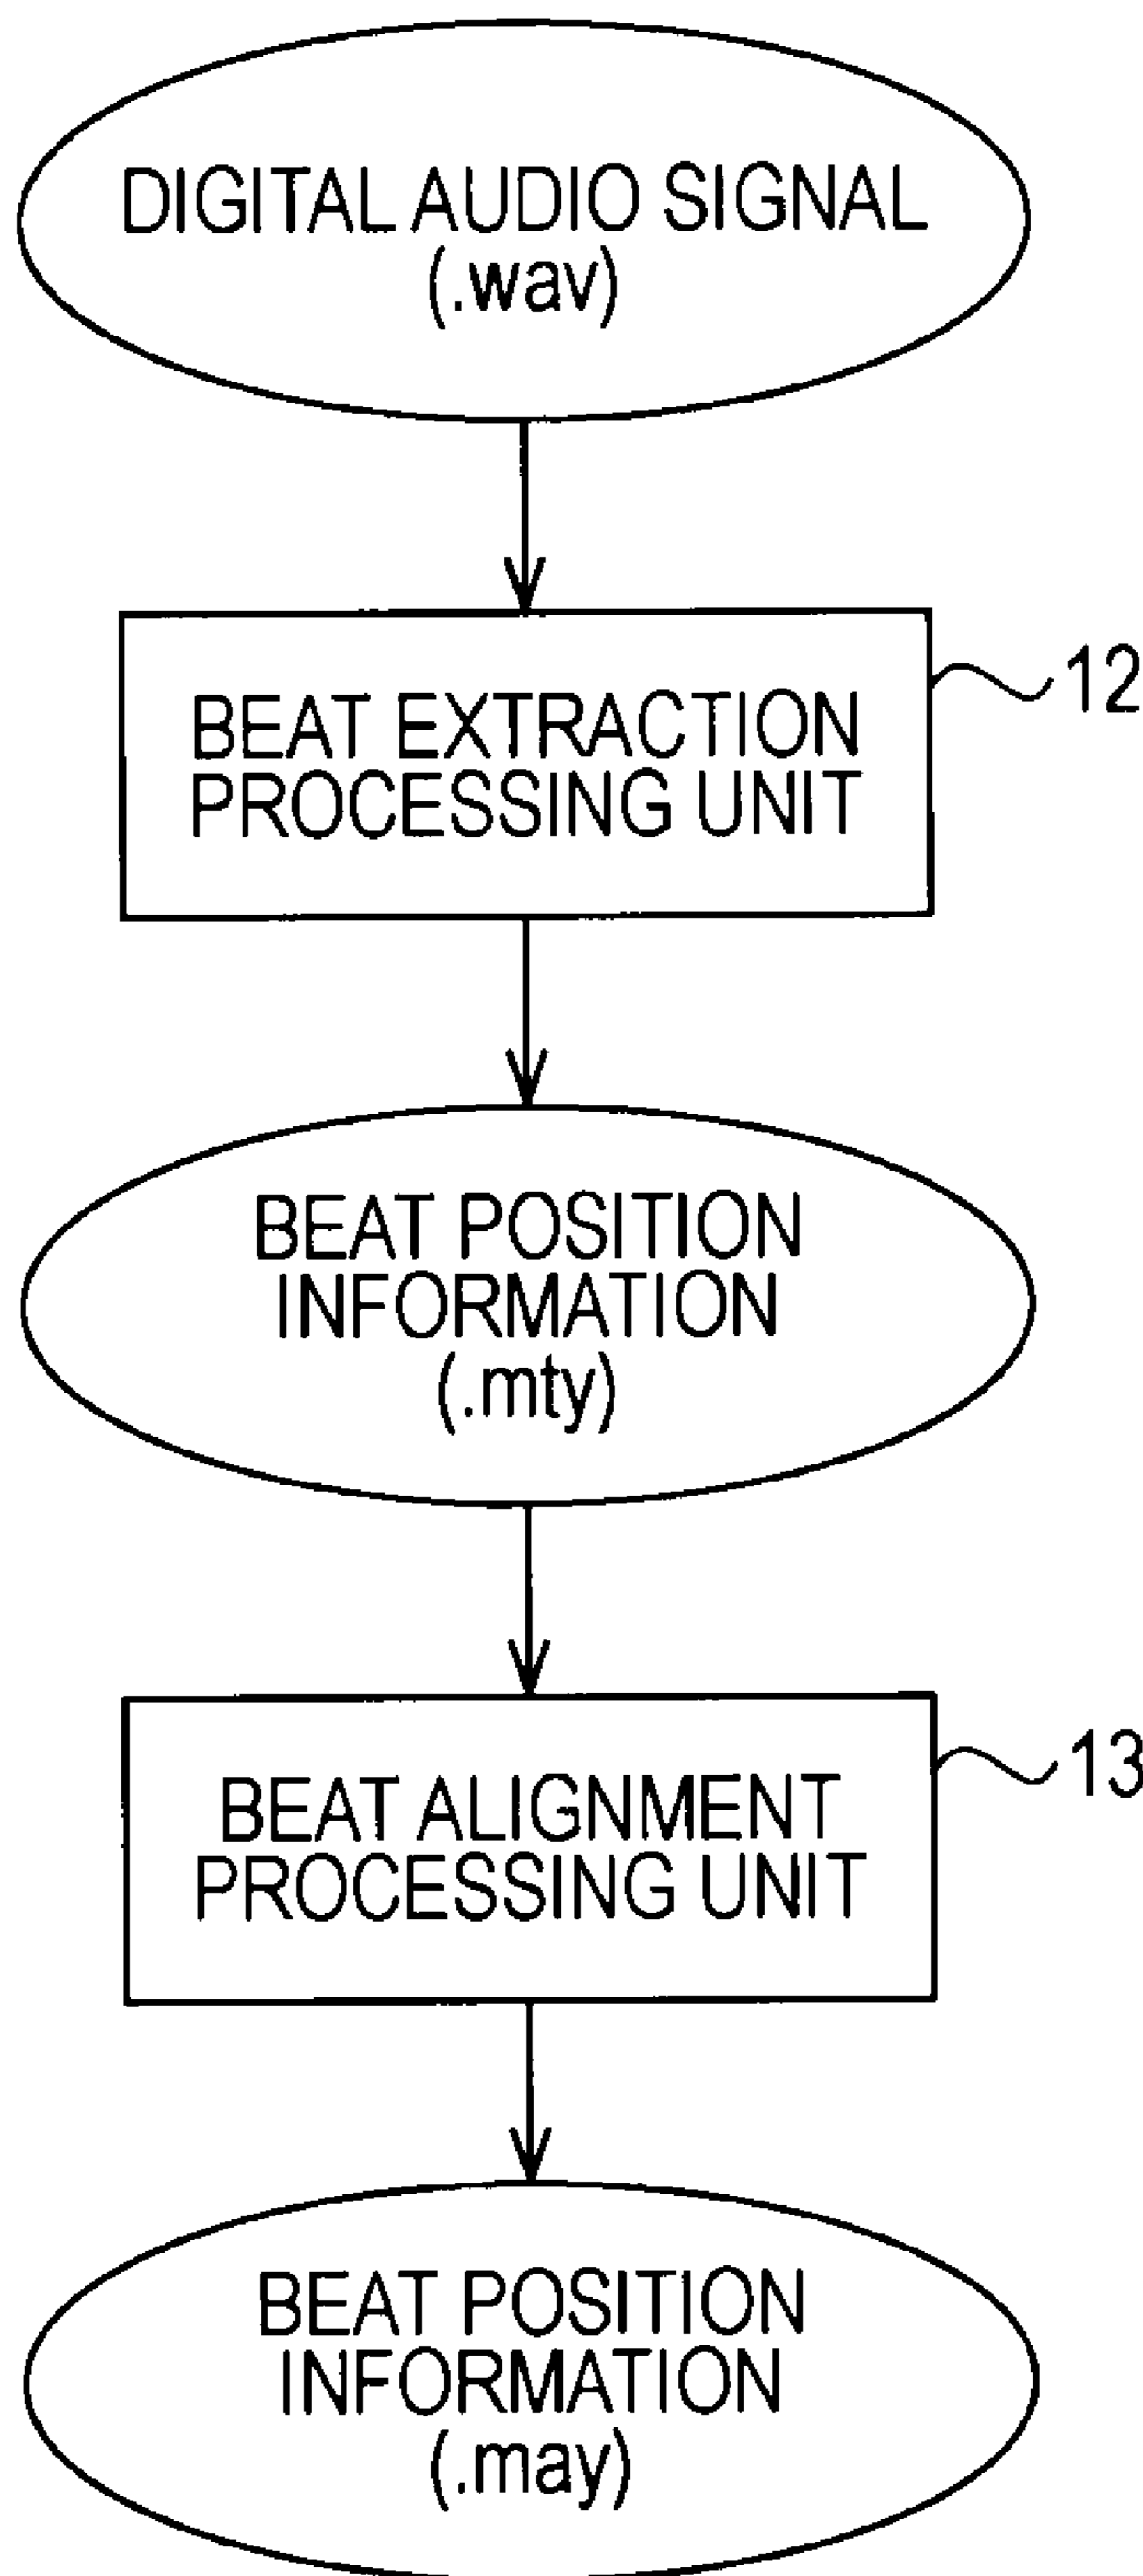 DIGITAL AUDIO SIGNAL
(.wav)
BEAT EXTRACTION
PROCESSING UNIT
12
BEAT POSITION
INFORMATION
(.mty)
BEAT ALIGNMENT
PROCESSING UNIT
13
BEAT POSITION
INFORMATION
(.may)